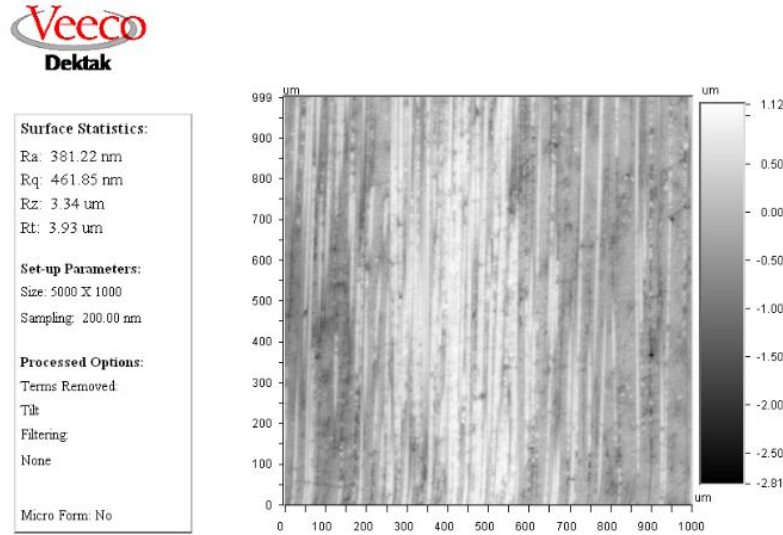 Veeco
Dektak
Surface Statistics:
Ra: 381.22 nm
Rq: 461.85 nm
Rz: 3.34 um
Rt: 3.93 um
Set-up Parameters:
Size: 5000 X 1000
Sampling: 200.00 nm
Processed Options:
Terms Removed:
Tilt
Filtering:
None
Micro Form: No
um
999
900
800
700
600
500
400
300
200
100
0
0 100 200 300 400 500 600 700 800 900 1000
um
um
1.12
0.50
0.00
-0.50
-1.00
-1.50
-2.00
-2.50
-2.81